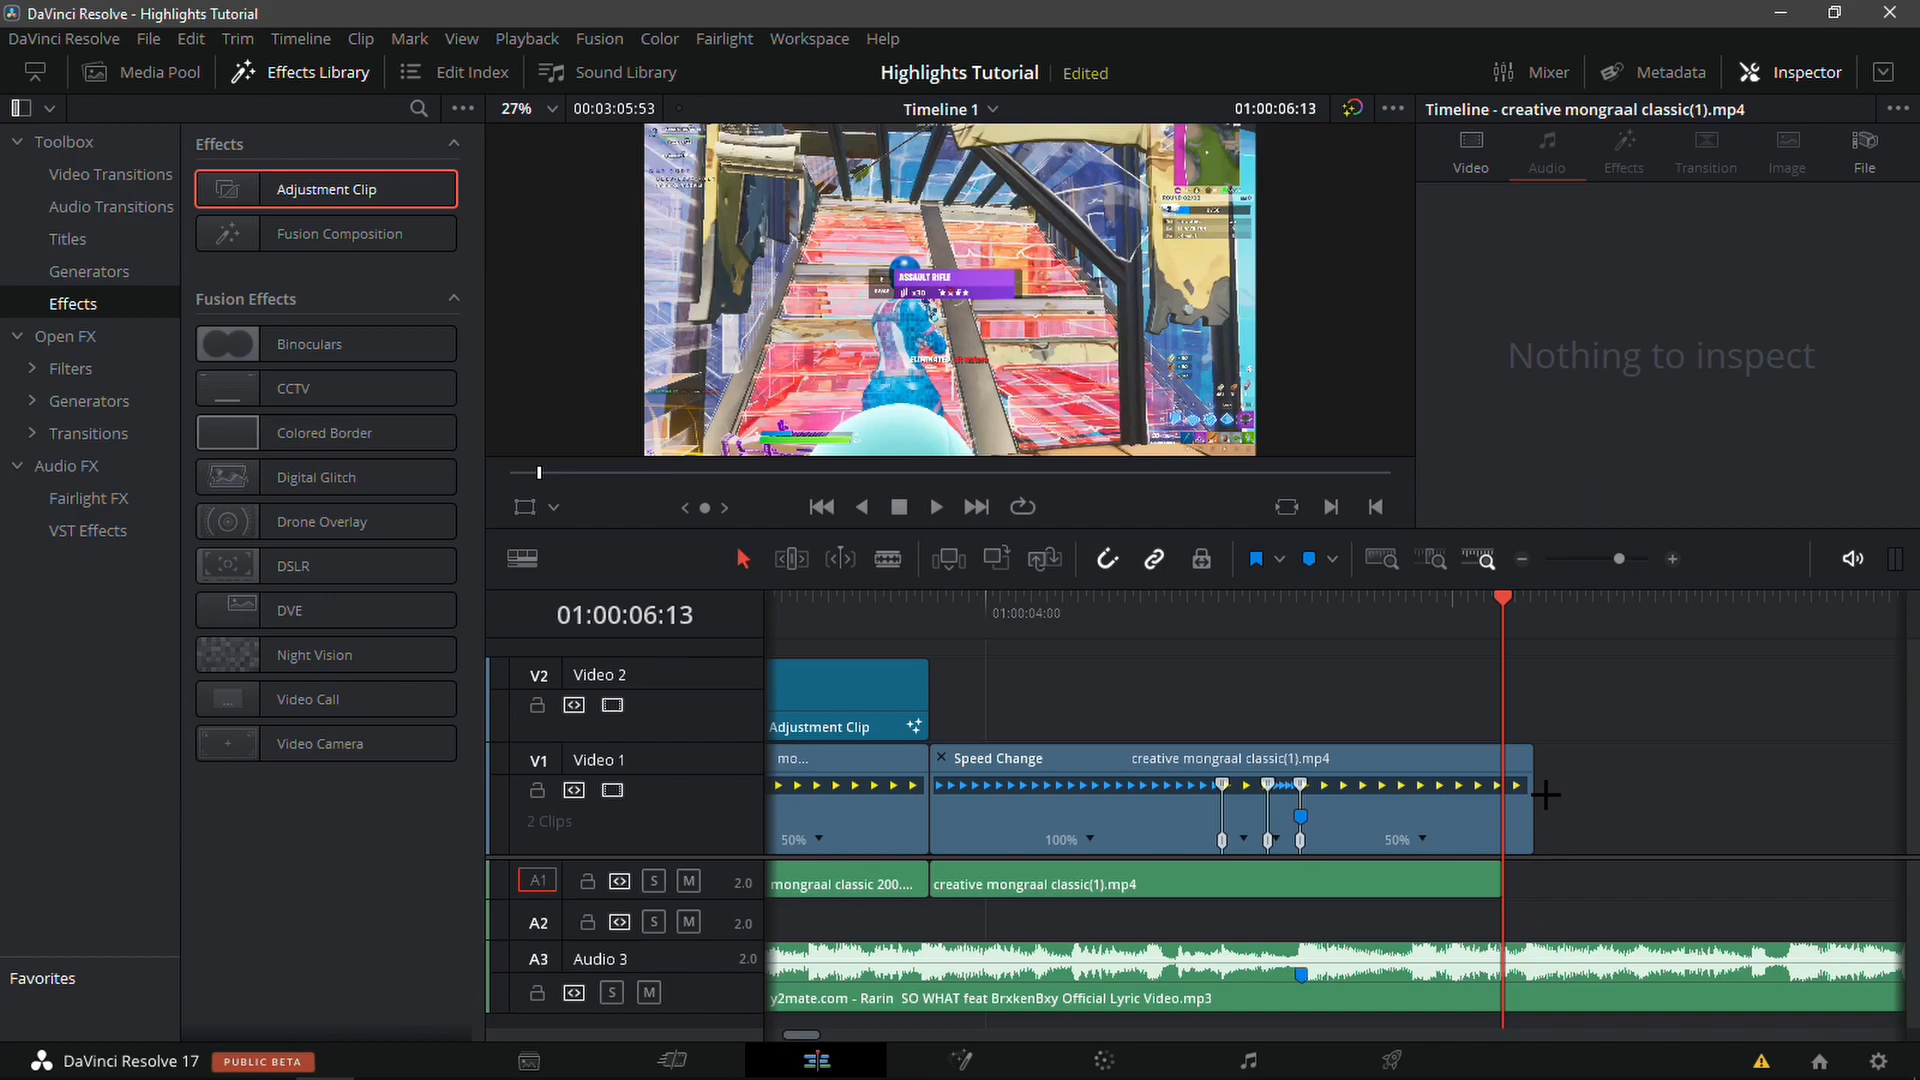 DaVinci Resolve - Highlights Tutorial
DaVinci Resolve File Edit Trim Timeline Clip Mark View Playback Fusion Color Fairlight Workspace Help
Media Pool Effects Library Edit Index Sound Library Highlights Tutorial Edited Mixer Metadata Inspector
27% 00:03:05:53 Timeline 1 01:00:06:13 Timeline - creative mongraal classic(1).mp4
Toolbox
Video Transitions
Audio Transitions
Titles
Generators
Effects
Open FX
Filters
Generators
Transitions
Audio FX
Fairlight FX
VST Effects
Favorites
Effects
Adjustment Clip
Fusion Composition
Fusion Effects
Binoculars
CCTV
Colored Border
Digital Glitch
Drone Overlay
DSLR
DVE
Night Vision
Video Call
Video Camera
ASSAULT RIFLE
x30
ELIMINATED
ROUND 02/03
Video Audio Effects Transition Image File
Nothing to inspect
01:00:06:13
01:00:04:00
V2 Video 2
Adjustment Clip
V1 Video 1
2 Clips
mo... Speed Change creative mongraal classic(1).mp4
50% 100% 50%
A1 S M 2.0
mongraal classic 200.... creative mongraal classic(1).mp4
A2 S M 2.0
A3 Audio 3 2.0
S M
y2mate.com - Rarin SO WHAT feat BrxkenBxy Official Lyric Video.mp3
DaVinci Resolve 17 PUBLIC BETA